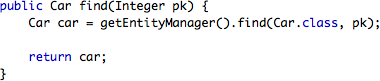 public Car find(Integer pk) {
    Car car = getEntityManager().find(Car.class, pk);
    return car;
}